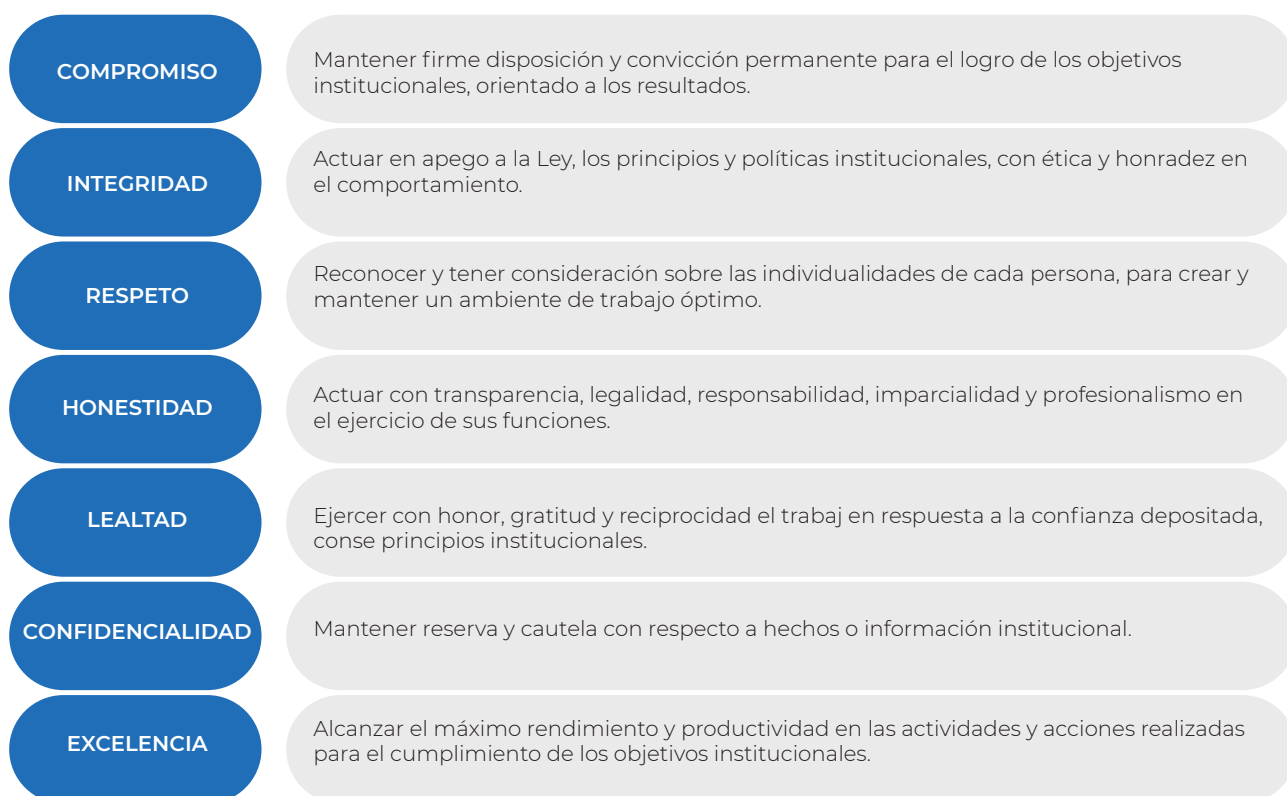 COMPROMISO
Mantener firme disposición y convicción permanente para el logro de los objetivos
institucionales, orientado a los resultados.
INTEGRIDAD
Actuar en apego a la Ley, los principios y políticas institucionales, con ética y honradez en
el comportamiento.
RESPETO
Reconocer y tener consideración sobre las individualidades de cada persona, para crear y
mantener un ambiente de trabajo óptimo.
HONESTIDAD
Actuar con transparencia, legalidad, responsabilidad, imparcialidad y profesionalismo en
el ejercicio de sus funciones.
LEALTAD
Ejercer con honor, gratitud y reciprocidad el trabaj en respuesta a la confianza depositada,
conse principios institucionales.
CONFIDENCIALIDAD
Mantener reserva y cautela con respecto a hechos o información institucional.
EXCELENCIA
Alcanzar el máximo rendimiento y productividad en las actividades y acciones realizadas
para el cumplimiento de los objetivos institucionales.